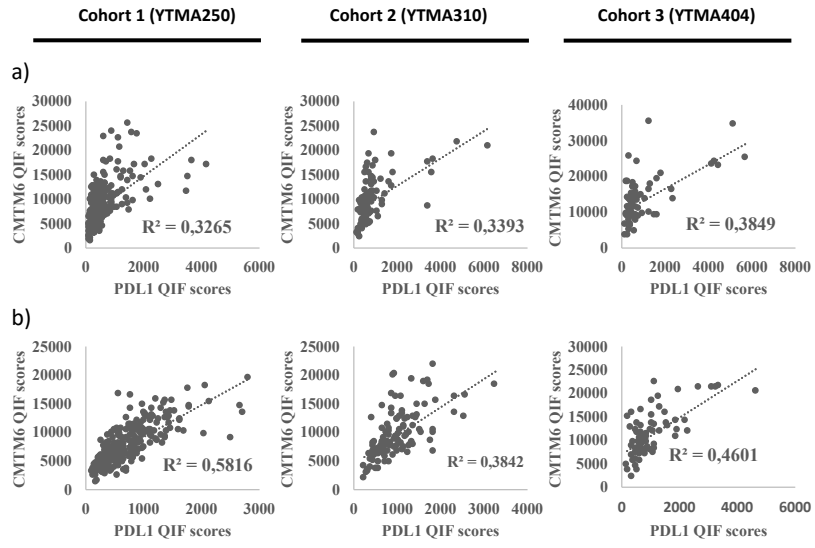 Cohort 1 (YTMA250) Cohort 2 (YTMA310) Cohort 3 (YTMA404)
a)
CMTM6 QIF scores
30000
25000
20000
15000
10000
5000
0
R² = 0,3265
0 2000 4000 6000
PDL1 QIF scores
CMTM6 QIF scores
30000
25000
20000
15000
10000
5000
0
R² = 0,3393
0 2000 4000 6000 8000
PDL1 QIF scores
CMTM6 QIF scores
40000
30000
20000
10000
0
R² = 0,3849
0 2000 4000 6000 8000
PDL1 QIF scores
b)
CMTM6 QIF scores
25000
20000
15000
10000
5000
0
R² = 0,5816
0 1000 2000 3000
PDL1 QIF scores
CMTM6 QIF scores
25000
20000
15000
10000
5000
0
R² = 0,3842
0 1000 2000 3000 4000
PDL1 QIF scores
CMTM6 QIF scores
30000
25000
20000
15000
10000
5000
0
R² = 0,4601
0 2000 4000 6000
PDL1 QIF scores